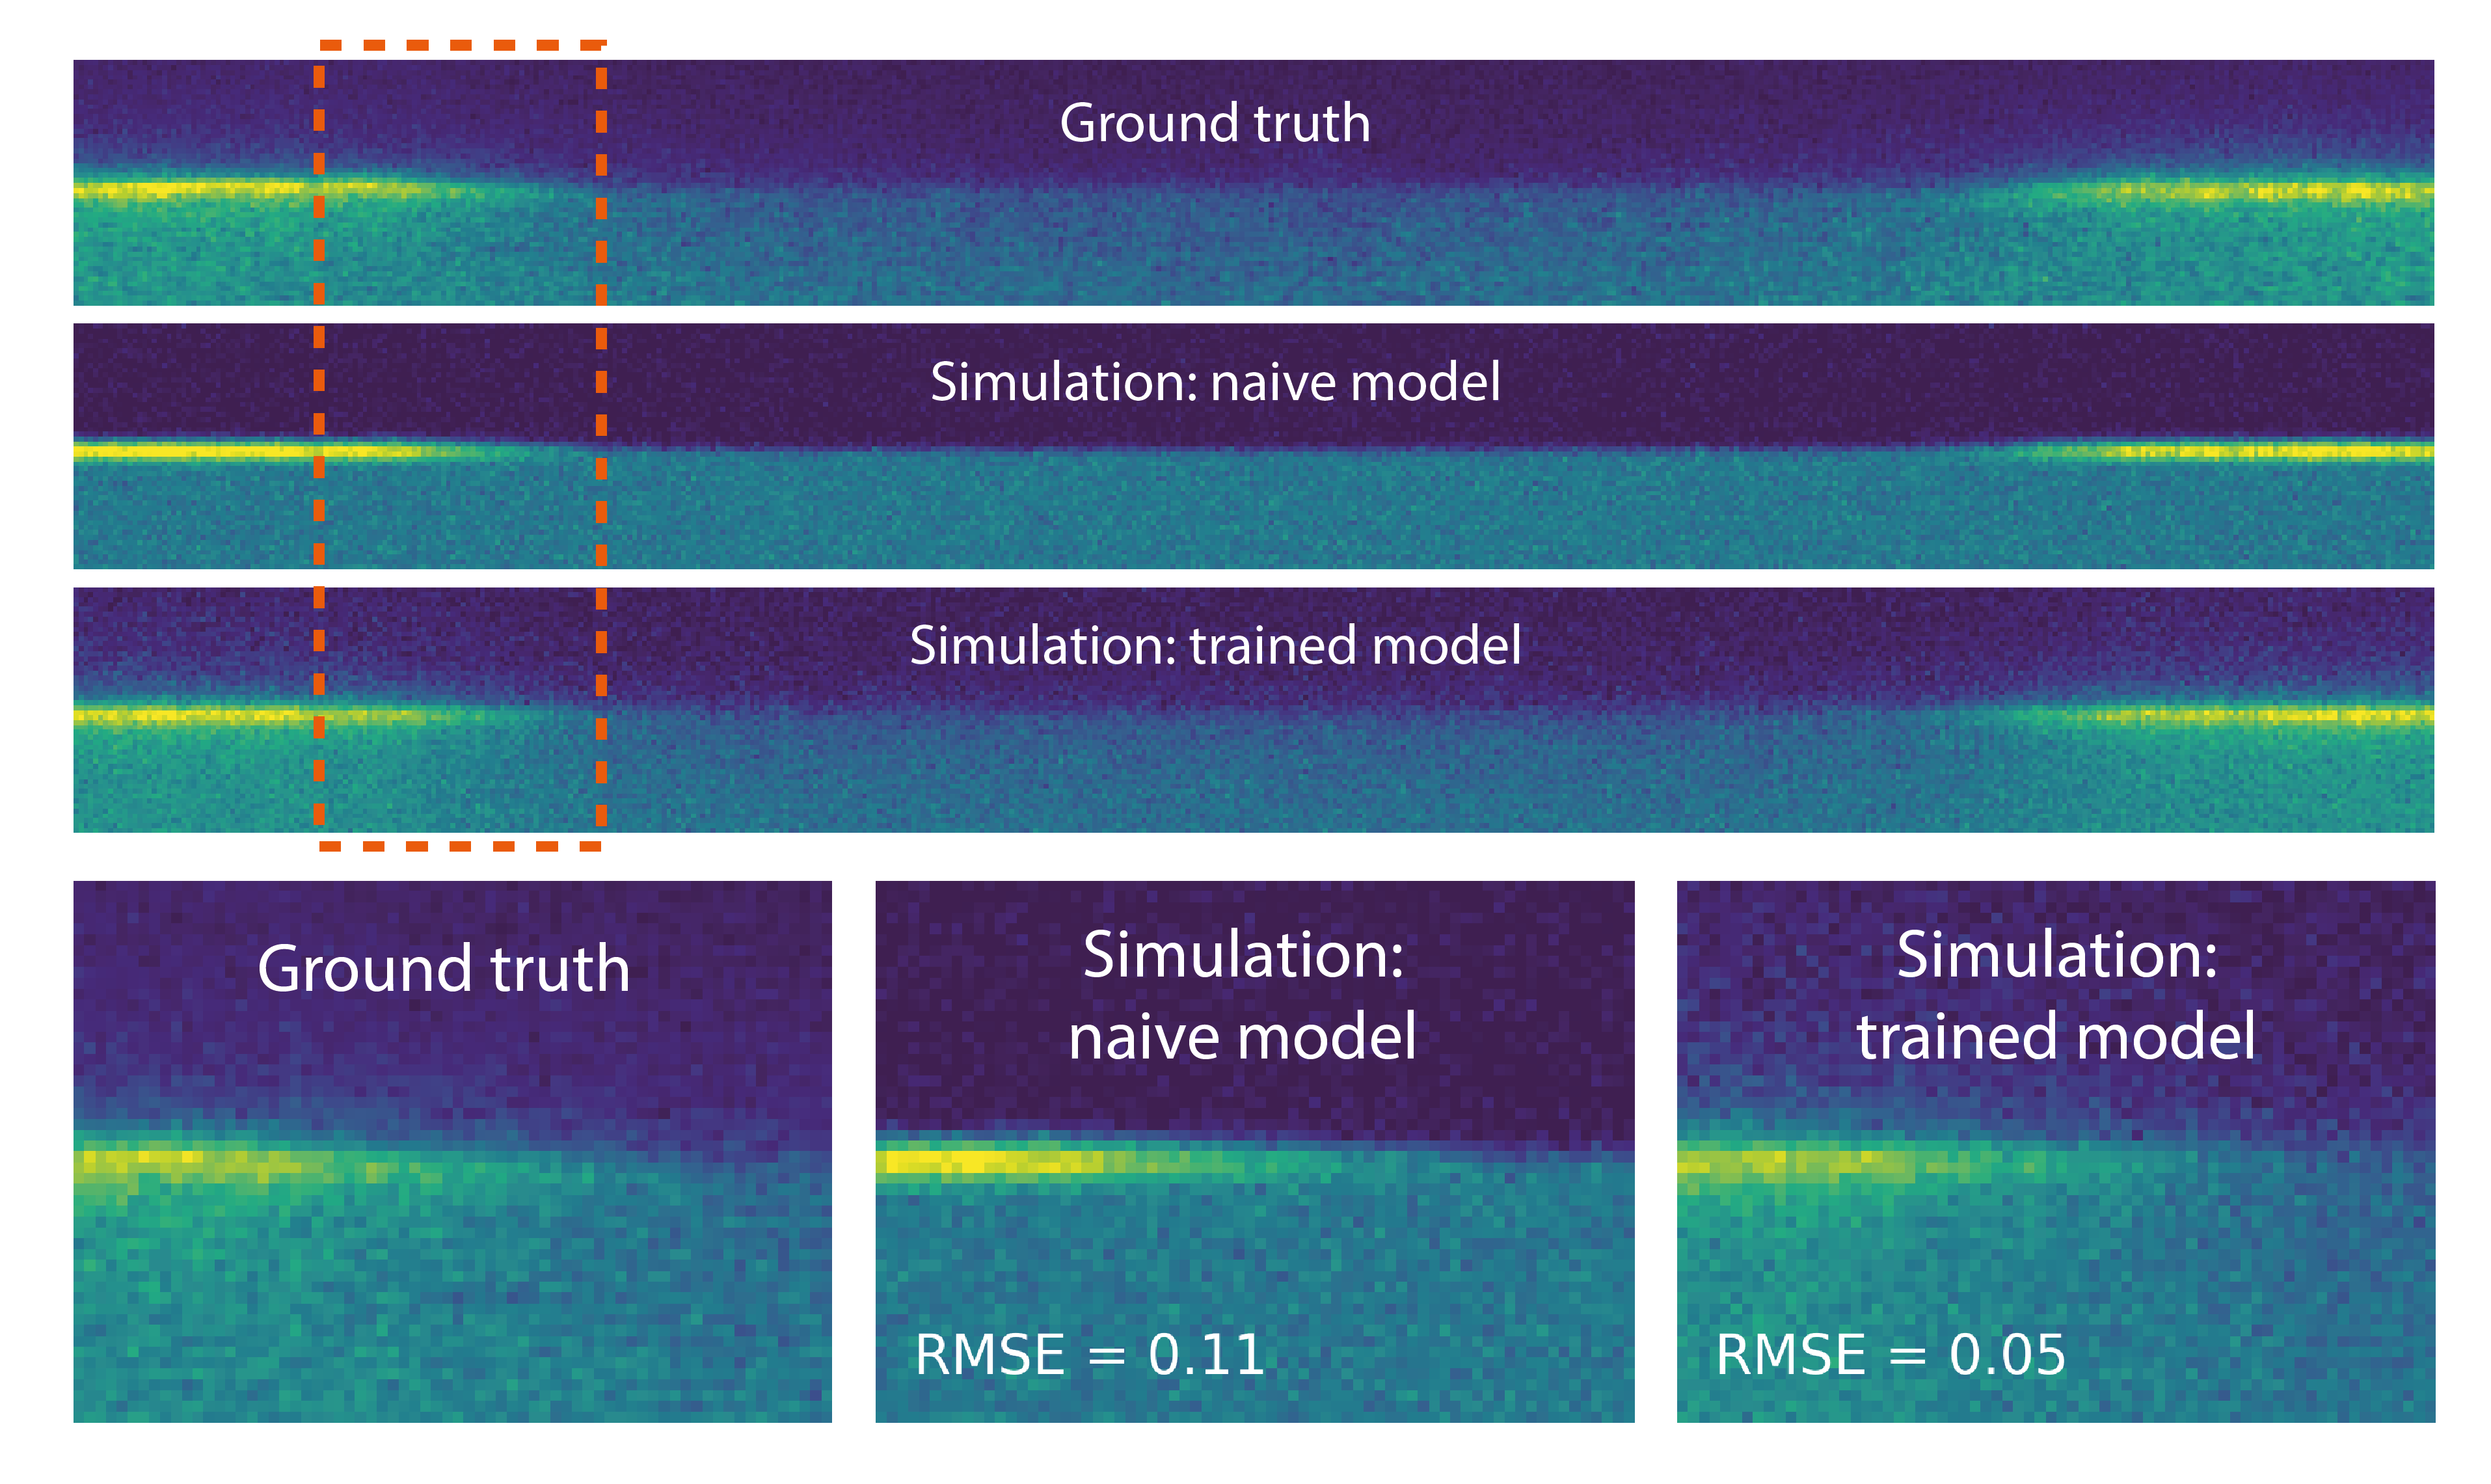 Ground truth
Simulation: naive model
Simulation: trained model
Ground truth
Simulation:
naive model
RMSE = 0.11
Simulation:
trained model
RMSE = 0.05